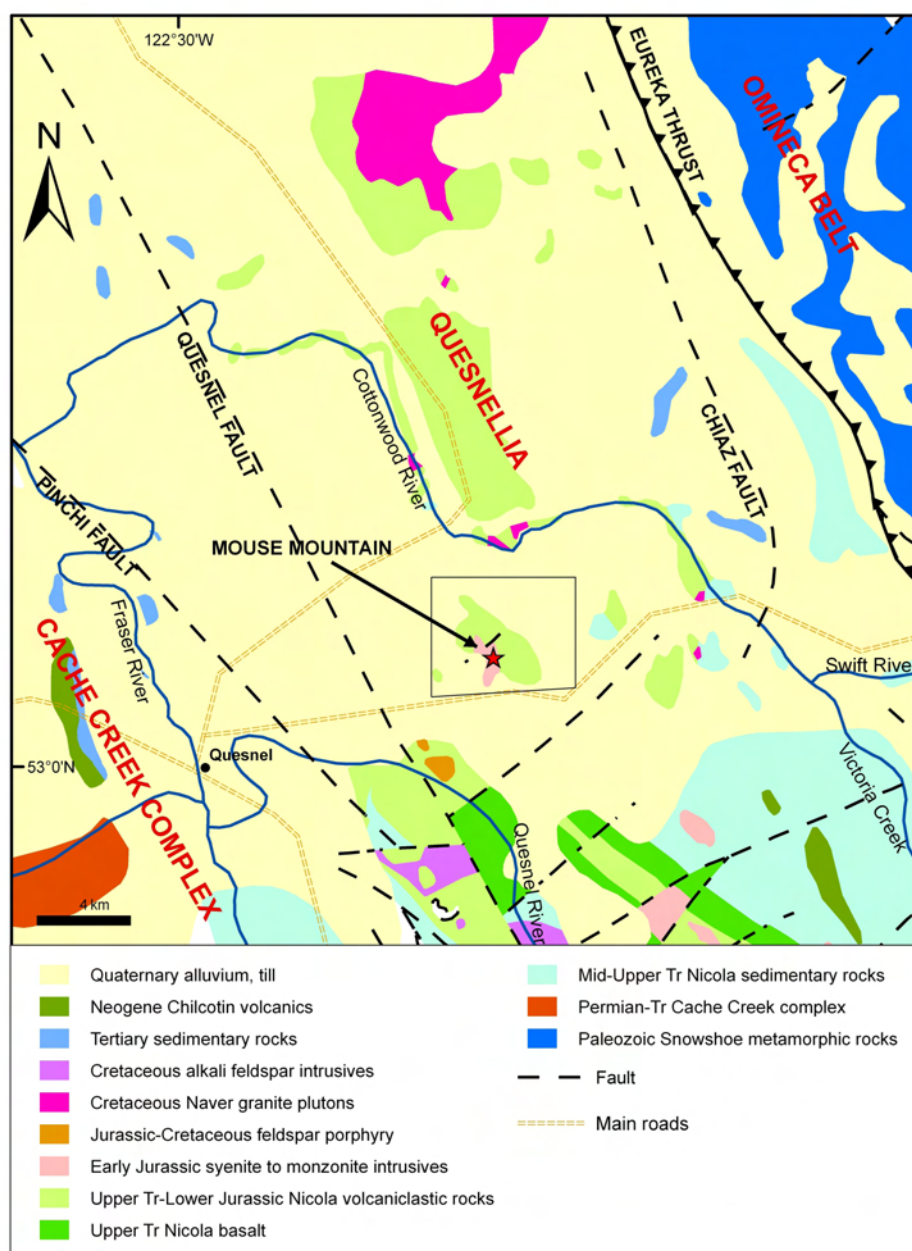 122°30'W
EUREKA THRUST
OMINECA BELT
N
QUESNEL FAULT
QUESNELLIA
Cottonwood River
CHIAZ FAULT
PINCHI FAULT
MOUSE MOUNTAIN
Fraser River
CACHE CREEK COMPLEX
Swift River
53°0'N
Quesnel
Victoria Creek
Quesnel River
4 km
Quaternary alluvium, till
Neogene Chilcotin volcanics
Tertiary sedimentary rocks
Cretaceous alkali feldspar intrusives
Cretaceous Naver granite plutons
Jurassic-Cretaceous feldspar porphyry
Early Jurassic syenite to monzonite intrusives
Upper Tr-Lower Jurassic Nicola volcaniclastic rocks
Upper Tr Nicola basalt
Mid-Upper Tr Nicola sedimentary rocks
Permian-Tr Cache Creek complex
Paleozoic Snowshoe metamorphic rocks
Fault
Main roads